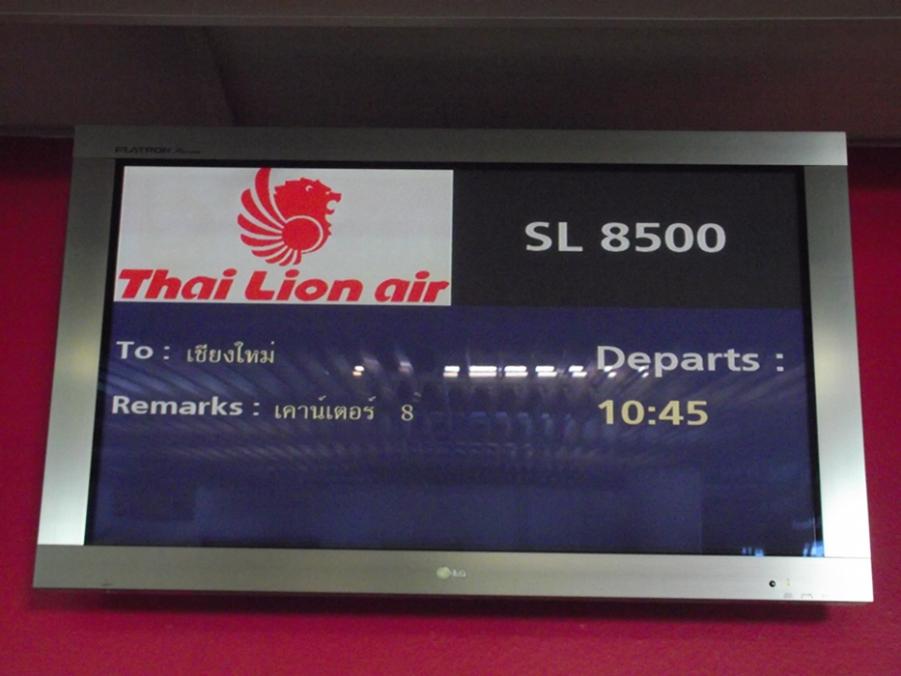 FLATRON
Thai Lion air
SL 8500
To : เชียงใหม่
Remarks : เคาน์เตอร์ 8
Departs :
10:45
LG